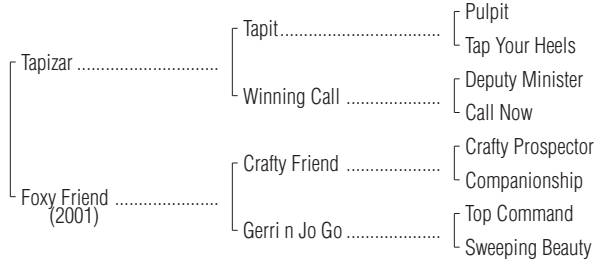 Pulpit
Tapit
Tap Your Heels
Tapizar
Deputy Minister
Winning Call
Call Now
Crafty Prospector
Crafty Friend
Companionship
Foxy Friend
(2001)
Top Command
Gerri n Jo Go
Sweeping Beauty